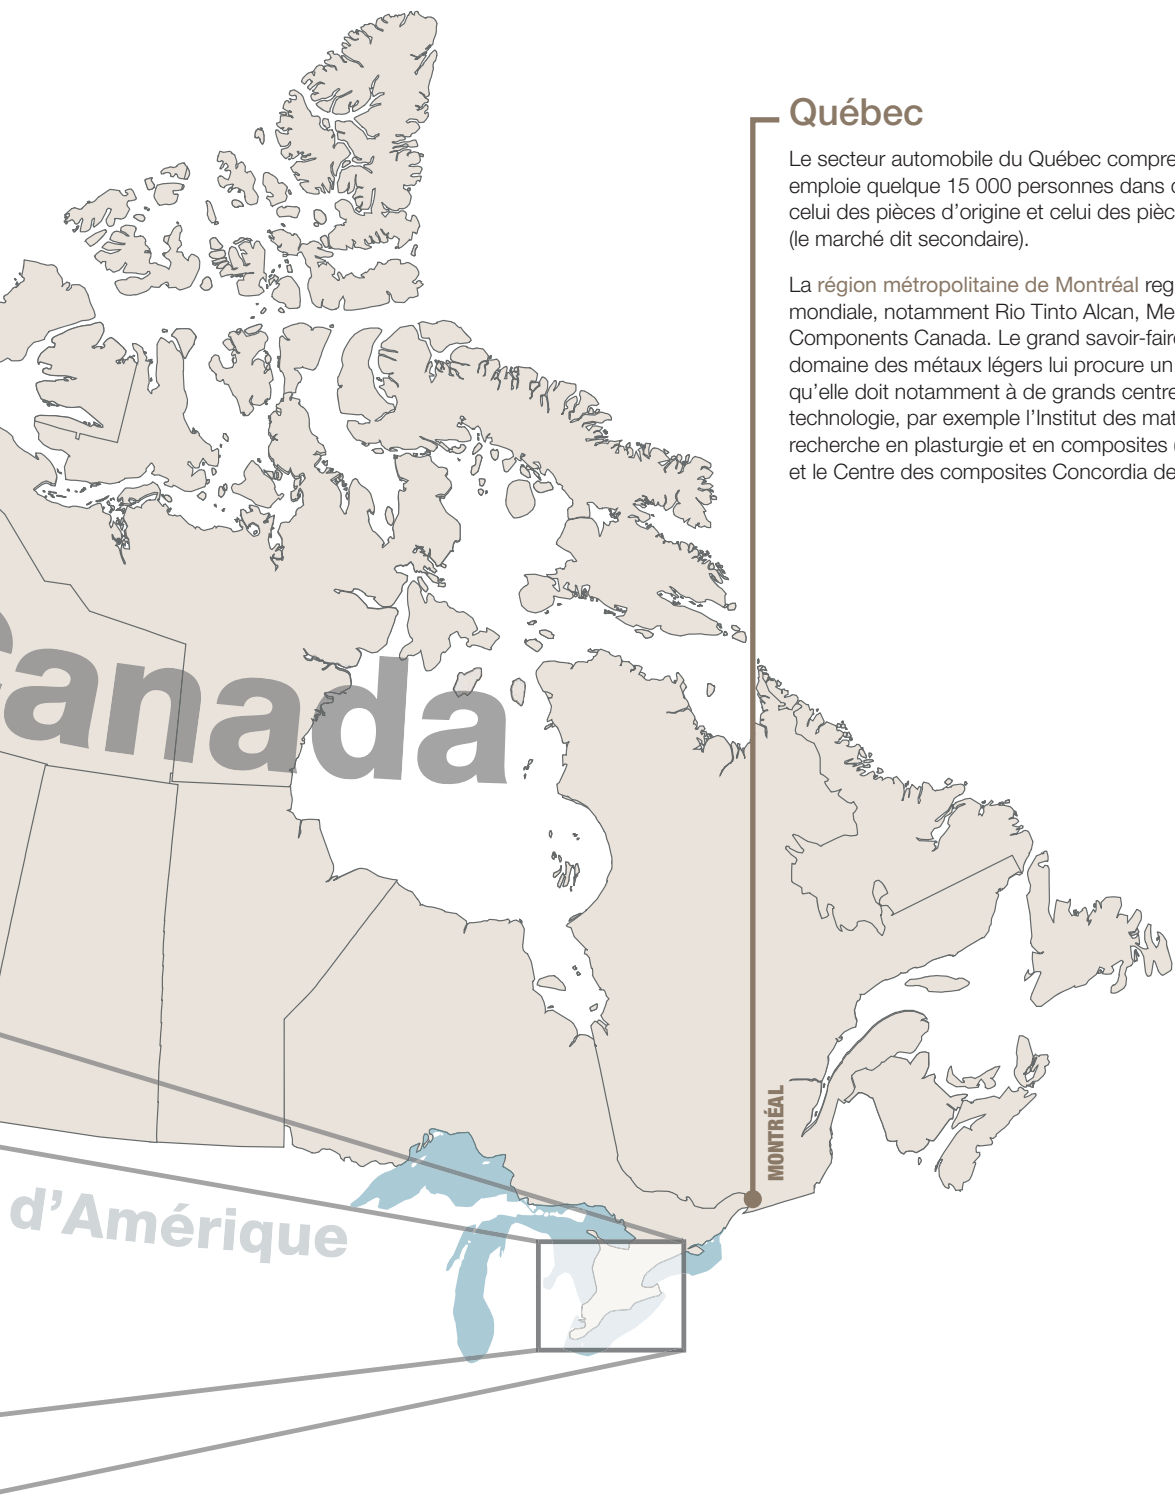 Québec
Le secteur automobile du Québec compre
emploie quelque 15 000 personnes dans
celui des pièces d'origine et celui des pièc
(le marché dit secondaire).
La région métropolitaine de Montréal reg
mondiale, notamment Rio Tinto Alcan, Me
Components Canada. Le grand savoir-faire
domaine des métaux légers lui procure un
qu'elle doit notamment à de grands centre
technologie, par exemple l'Institut des mat
recherche en plasturgie et en composites
et le Centre des composites Concordia de
Canada
MONTRÉAL
d'Amérique